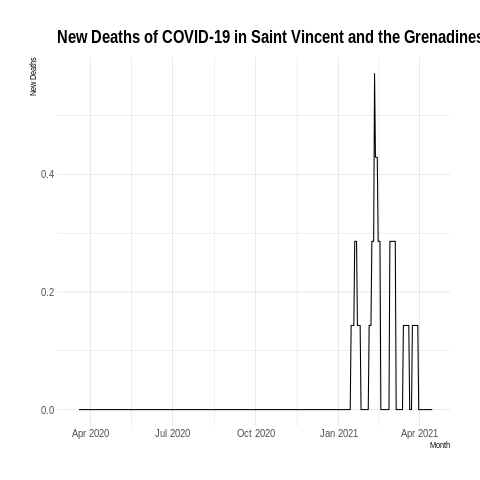 New Deaths of COVID-19 in Saint Vincent and the Grenadines
New Deaths
0.4
0.2
0.0
Apr 2020
Jul 2020
Oct 2020
Jan 2021
Apr 2021
Month